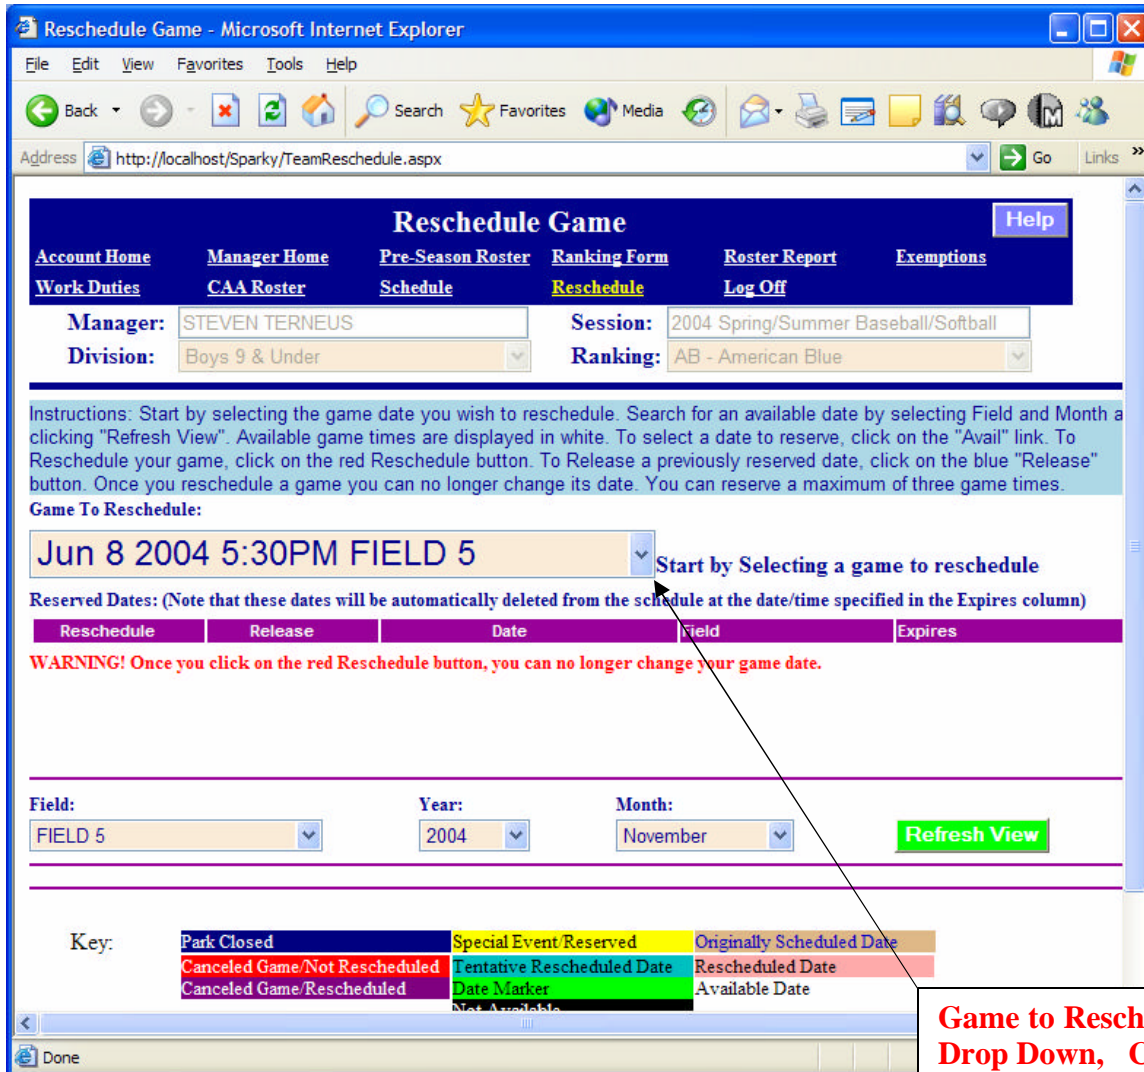 Reschedule Game - Microsoft Internet Explorer
File Edit View Favorites Tools Help
Back Search Favorites Media
Address http://localhost/Sparky/TeamReschedule.aspx Go Links »
Reschedule Game Help
Account Home Manager Home Pre-Season Roster Ranking Form Roster Report Exemptions
Work Duties CAA Roster Schedule Reschedule Log Off
Manager: STEVEN TERNEUS Session: 2004 Spring/Summer Baseball/Softball
Division: Boys 9 & Under Ranking: AB - American Blue
Instructions: Start by selecting the game date you wish to reschedule. Search for an available date by selecting Field and Month a
clicking "Refresh View". Available game times are displayed in white. To select a date to reserve, click on the "Avail" link. To
Reschedule your game, click on the red Reschedule button. To Release a previously reserved date, click on the blue "Release"
button. Once you reschedule a game you can no longer change its date. You can reserve a maximum of three game times.
Game To Reschedule:
Jun 8 2004 5:30PM FIELD 5 Start by Selecting a game to reschedule
Reserved Dates: (Note that these dates will be automatically deleted from the schedule at the date/time specified in the Expires column)
Reschedule Release Date Field Expires
WARNING! Once you click on the red Reschedule button, you can no longer change your game date.
Field: Year: Month:
FIELD 5 2004 November Refresh View
Key: Park Closed Special Event/Reserved Originally Scheduled Date
Canceled Game/Not Rescheduled Tentative Rescheduled Date Rescheduled Date
Canceled Game/Rescheduled Date Marker Available Date
Not Available
Game to Resch
Drop Down, C
Done